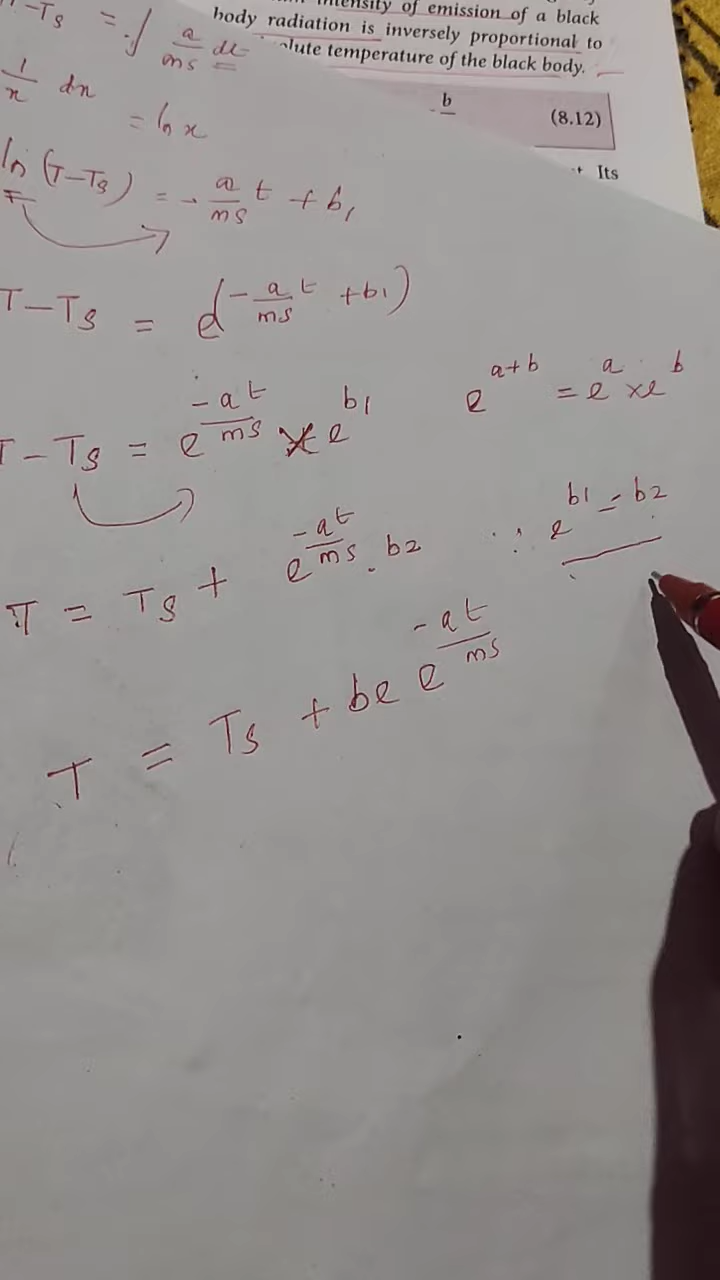 intensity of emission of a black
body radiation is inversely proportional to
absolute temperature of the black body.
b
(8.12)
Its
T-Ts = -∫ a/ms dt
1/x dx = ln x
ln (T-Ts) = - a/ms t + b1
T-Ts = e(- a/ms t + b1)
T-Ts = e^(-at/ms) × e^b1
e^(a+b) = e^a × e^b
T = Ts + e^(-at/ms) . b2
∵ e^b1 = b2
T = Ts + be e^(-at/ms)